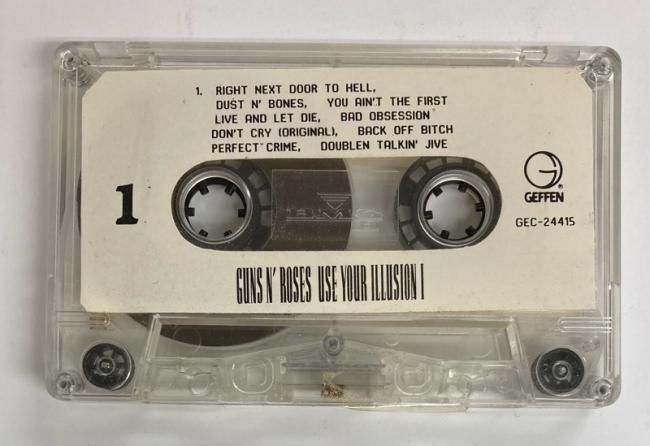 1. RIGHT NEXT DOOR TO HELL,
DUST N' BONES, YOU AIN'T THE FIRST
LIVE AND LET DIE, BAD OBSESSION
DON'T CRY (ORIGINAL), BACK OFF BITCH
PERFECT CRIME, DOUBLEN TALKIN' JIVE
1
BMG
G
®
GEFFEN
GEC-24415
GUNS N' ROSES USE YOUR ILLUSION I